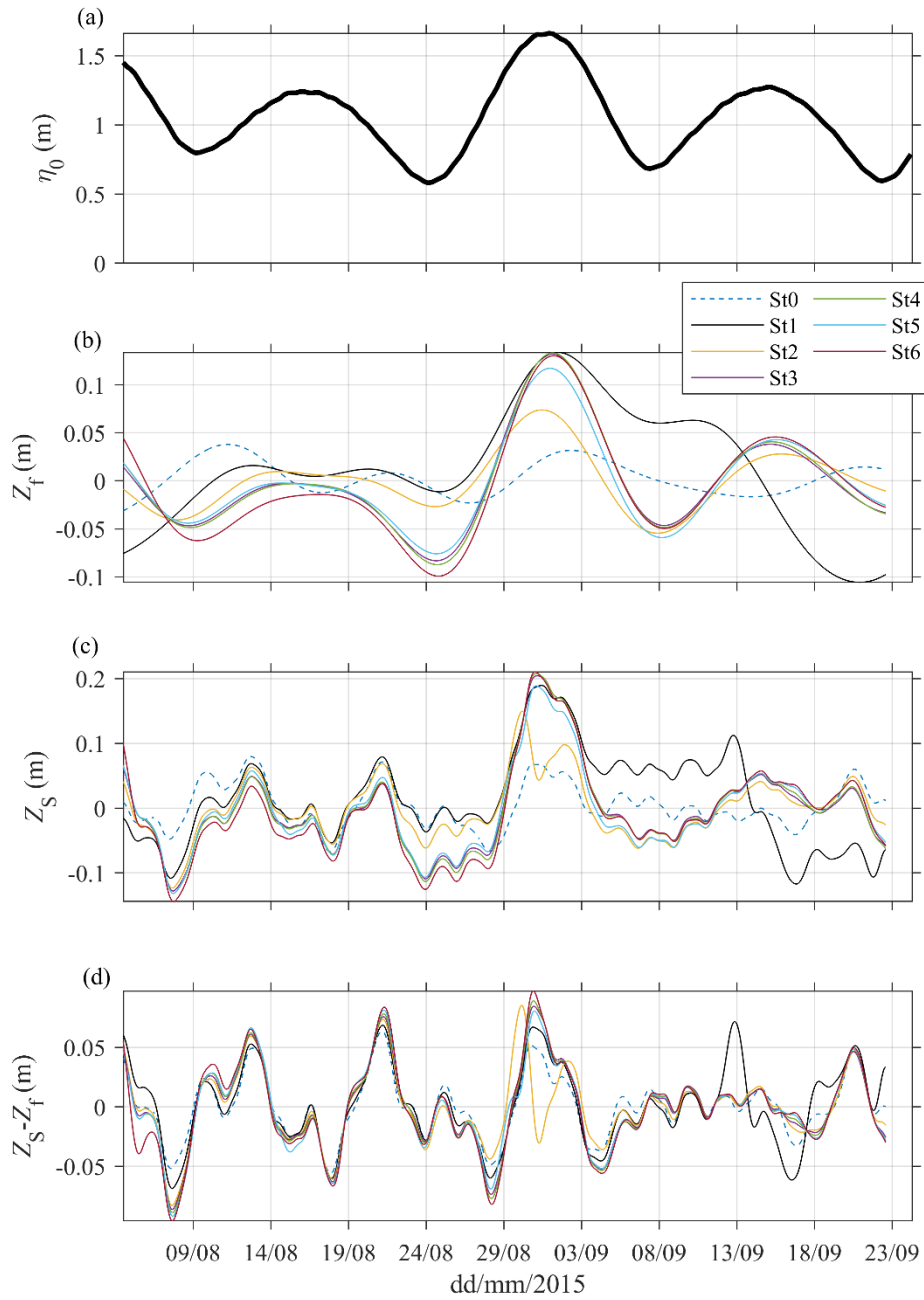 (a)
1.5
1
0.5
0
η0 (m)
St0 St4
St1 St5
St2 St6
St3
(b)
0.1
0.05
0
-0.05
-0.1
Zf (m)
(c)
0.2
0.1
0
-0.1
ZS (m)
(d)
0.05
0
-0.05
ZS-Zf (m)
09/08 14/08 19/08 24/08 29/08 03/09 08/09 13/09 18/09 23/09
dd/mm/2015